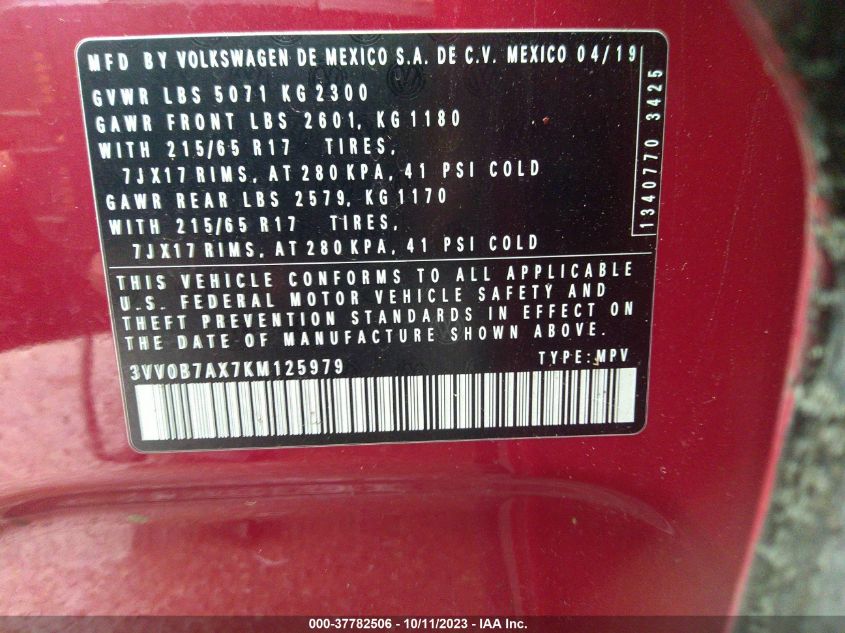 MFD BY VOLKSWAGEN DE MEXICO S.A. DE C.V. MEXICO 04/19
GVWR LBS 5071 KG 2300
GAWR FRONT LBS 2601, KG 1180
WITH 215/65 R17 TIRES,
7JX17 RIMS, AT 280 KPA, 41 PSI COLD
GAWR REAR LBS 2579, KG 1170
WITH 215/65 R17 TIRES,
7JX17 RIMS, AT 280 KPA, 41 PSI COLD
1340770 3425
THIS VEHICLE CONFORMS TO ALL APPLICABLE
U.S. FEDERAL MOTOR VEHICLE SAFETY AND
THEFT PREVENTION STANDARDS IN EFFECT ON
THE DATE OF MANUFACTURE SHOWN ABOVE.
3VV0B7AX7KM125979 TYPE: MPV
000-37782506 - 10/11/2023 - IAA Inc.